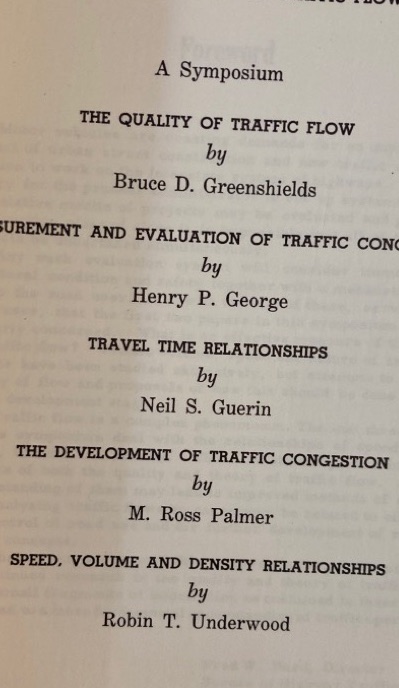 A Symposium
THE QUALITY OF TRAFFIC FLOW
by
Bruce D. Greenshields
SUREMENT AND EVALUATION OF TRAFFIC CONG
by
Henry P. George
TRAVEL TIME RELATIONSHIPS
by
Neil S. Guerin
THE DEVELOPMENT OF TRAFFIC CONGESTION
by
M. Ross Palmer
SPEED, VOLUME AND DENSITY RELATIONSHIPS
by
Robin T. Underwood